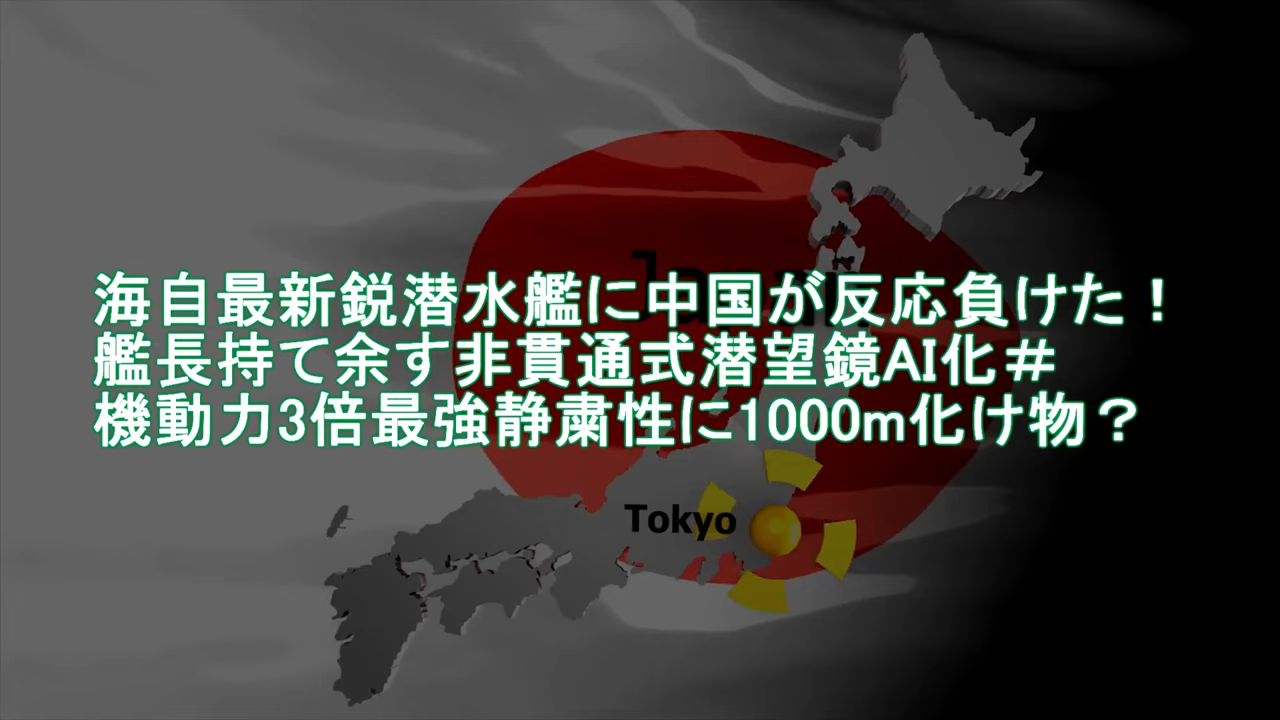 Japan
海自最新鋭潜水艦に中国が反応負けた！
艦長持て余す非貫通式潜望鏡AI化＃
機動力3倍最強静粛性に1000m化け物？
Tokyo